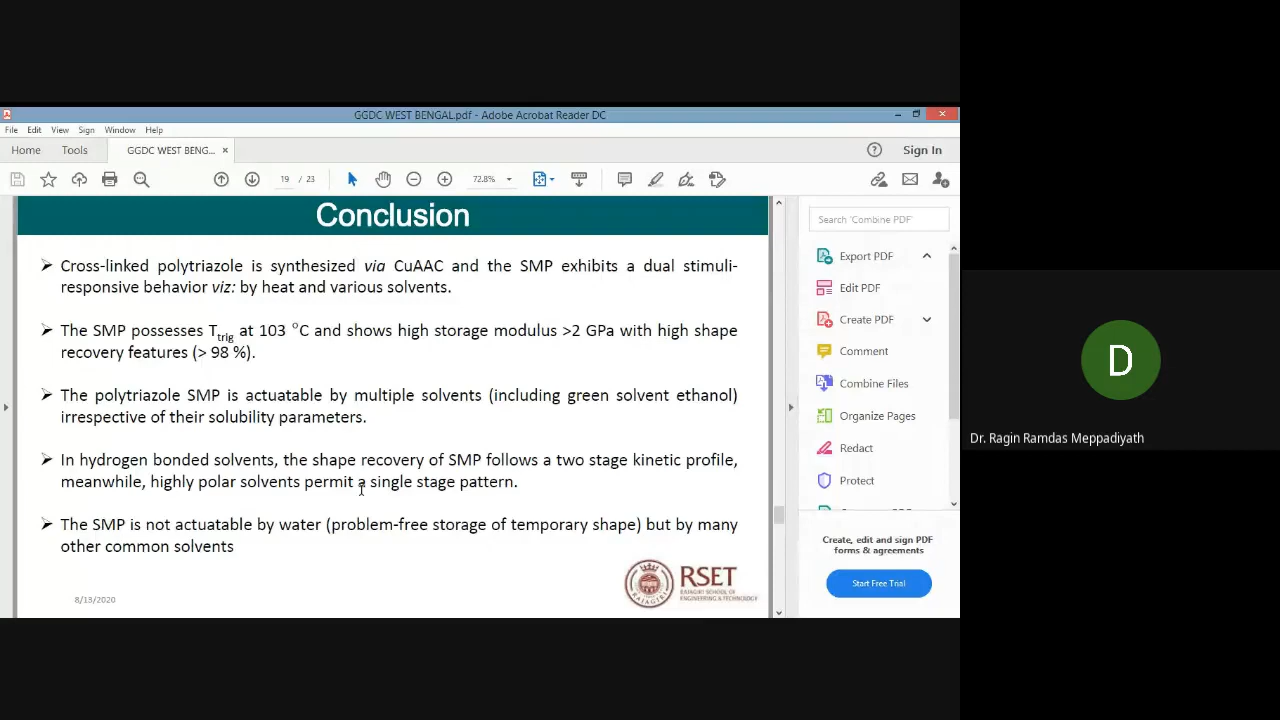 GGDC WEST BENGAL.pdf - Adobe Acrobat Reader DC
File Edit View Sign Window Help
Home Tools GGDC WEST BENG... × Sign In
19 / 23 72.8%
Conclusion
➢ Cross-linked polytriazole is synthesized via CuAAC and the SMP exhibits a dual stimuli-
responsive behavior viz: by heat and various solvents.
➢ The SMP possesses Ttrig at 103 °C and shows high storage modulus >2 GPa with high shape
recovery features (> 98 %).
➢ The polytriazole SMP is actuatable by multiple solvents (including green solvent ethanol)
irrespective of their solubility parameters.
➢ In hydrogen bonded solvents, the shape recovery of SMP follows a two stage kinetic profile,
meanwhile, highly polar solvents permit a single stage pattern.
➢ The SMP is not actuatable by water (problem-free storage of temporary shape) but by many
other common solvents
8/13/2020
RSET
RAJAGIRI SCHOOL OF
ENGINEERING & TECHNOLOGY
Search 'Combine PDF'
Export PDF
Edit PDF
Create PDF
Comment
Combine Files
Organize Pages
Redact
Protect
Create, edit and sign PDF
forms & agreements
Start Free Trial
D
Dr. Ragin Ramdas Meppadiyath